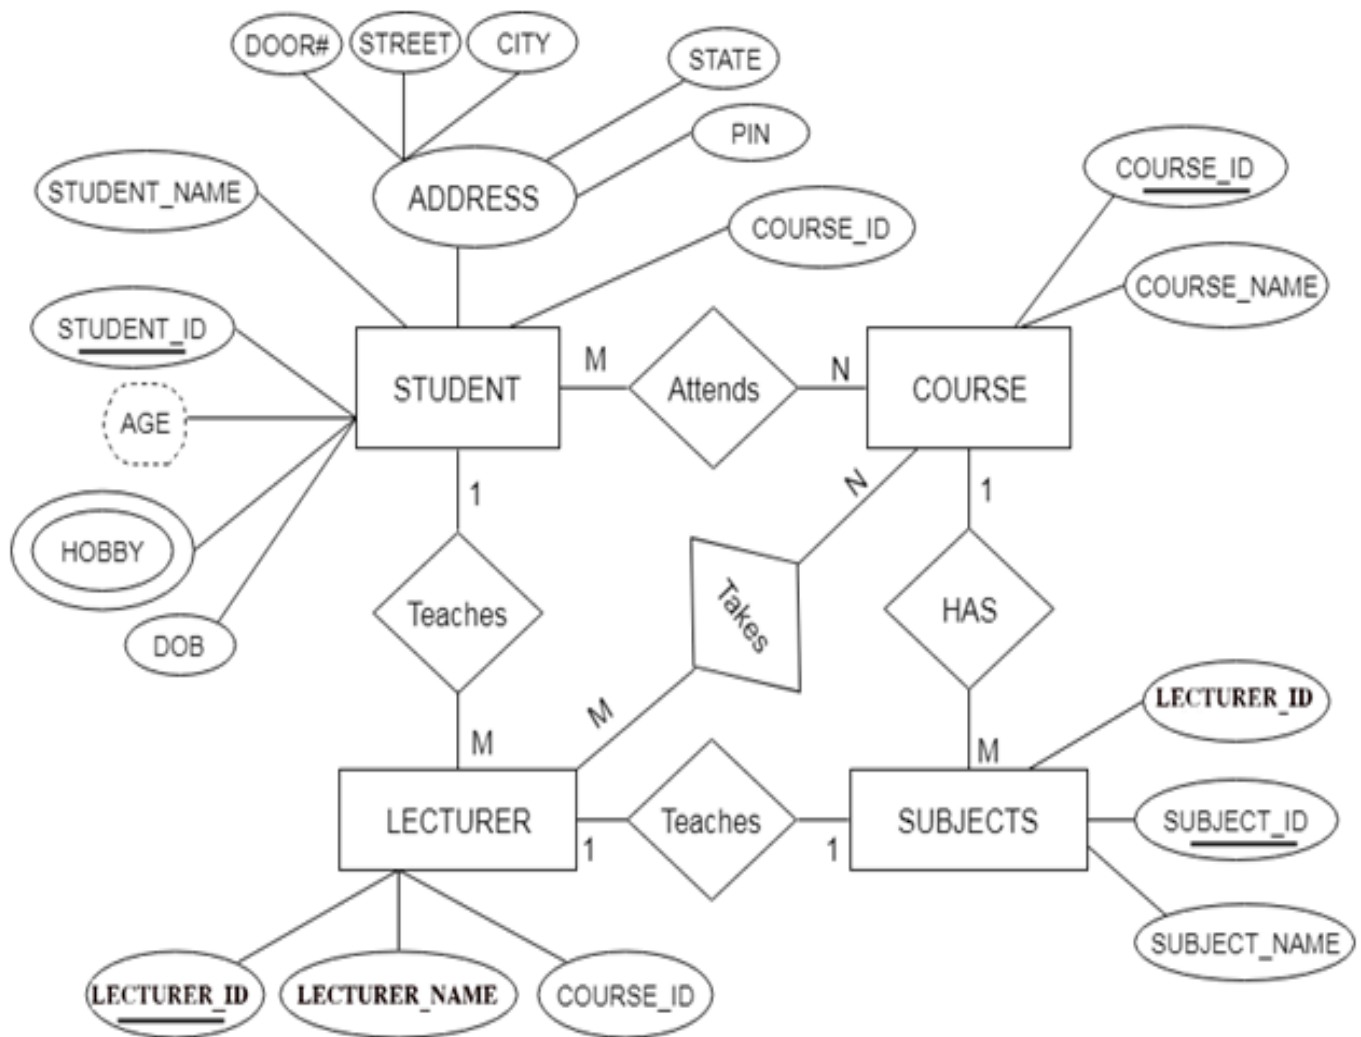 DOOR#
STREET
CITY
STATE
PIN
STUDENT_NAME
ADDRESS
COURSE_ID
COURSE_ID
COURSE_NAME
STUDENT_ID
AGE
HOBBY
DOB
STUDENT
M
Attends
N
COURSE
1
Teaches
M
N
Takes
M
1
HAS
M
LECTURER
1
Teaches
1
SUBJECTS
LECTURER_ID
SUBJECT_ID
SUBJECT_NAME
LECTURER_ID
LECTURER_NAME
COURSE_ID